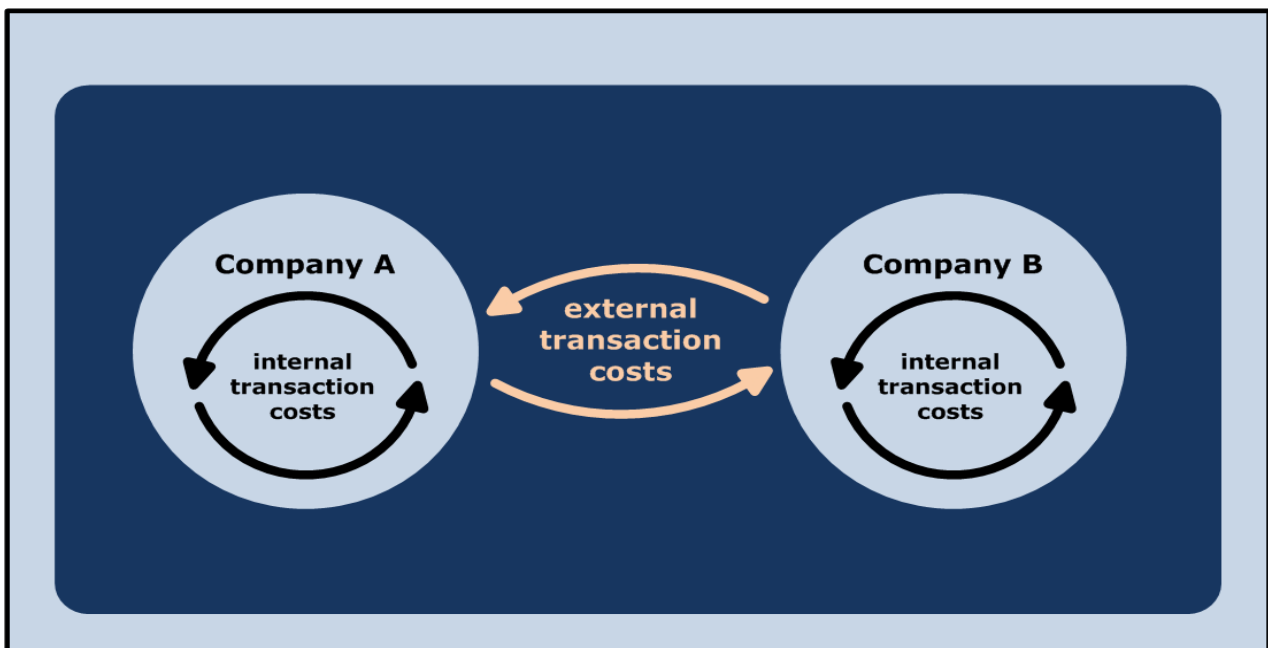 Company A
internal
transaction
costs
external
transaction
costs
Company B
internal
transaction
costs